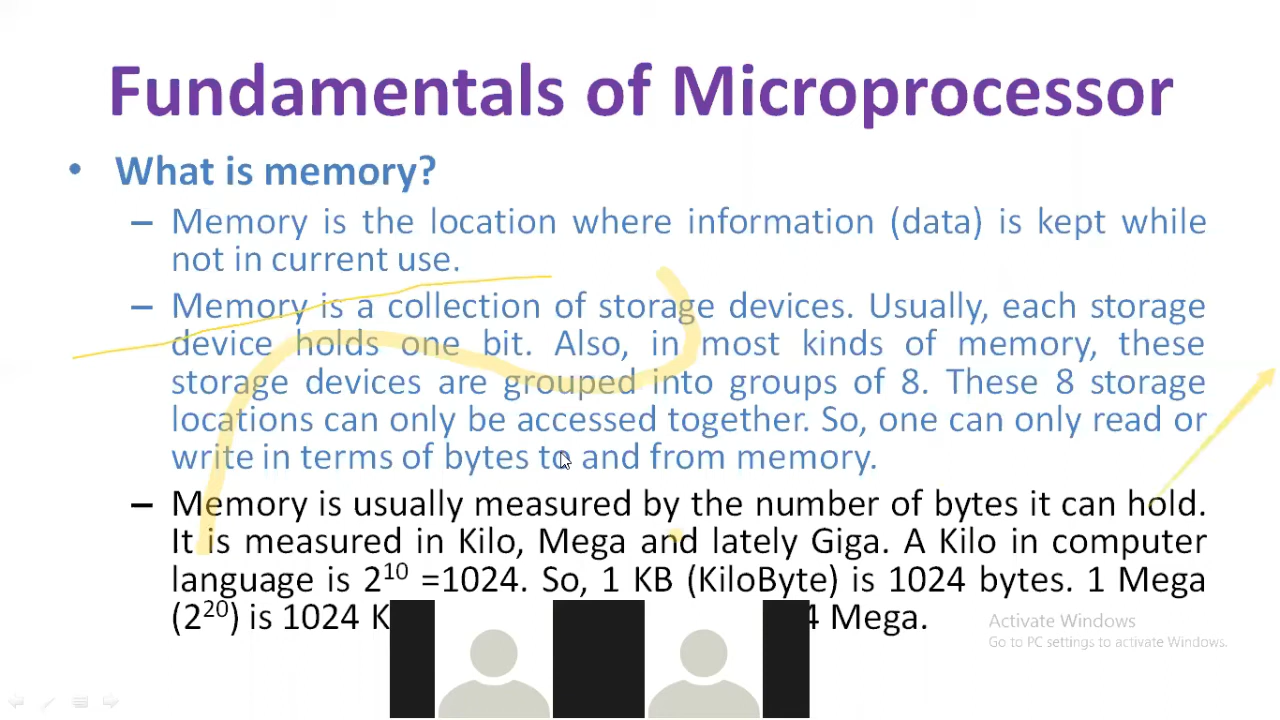 Fundamentals of Microprocessor
• What is memory?
– Memory is the location where information (data) is kept while
not in current use.
– Memory is a collection of storage devices. Usually, each storage
device holds one bit. Also, in most kinds of memory, these
storage devices are grouped into groups of 8. These 8 storage
locations can only be accessed together. So, one can only read or
write in terms of bytes to and from memory.
– Memory is usually measured by the number of bytes it can hold.
It is measured in Kilo, Mega and lately Giga. A Kilo in computer
language is 2¹⁰ =1024. So, 1 KB (KiloByte) is 1024 bytes. 1 Mega
(2²⁰) is 1024 K 4 Mega.
Activate Windows
Go to PC settings to activate Windows.